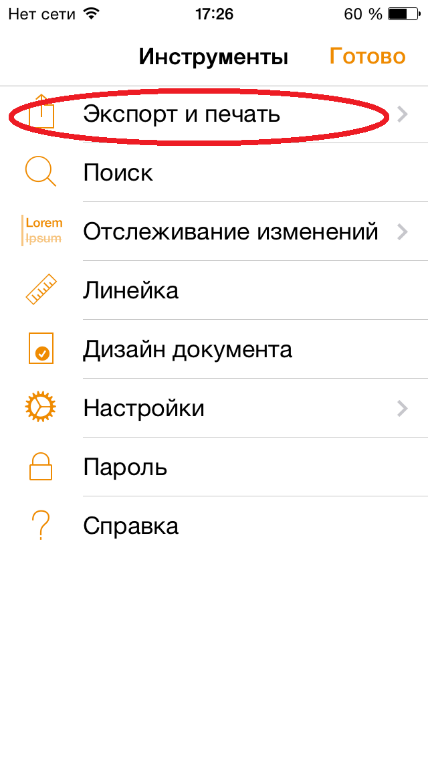 Нет сети 17:26 60 %
Инструменты Готово
Экспорт и печать
Поиск
Lorem
Ipsum
Отслеживание изменений
Линейка
Дизайн документа
Настройки
Пароль
Справка